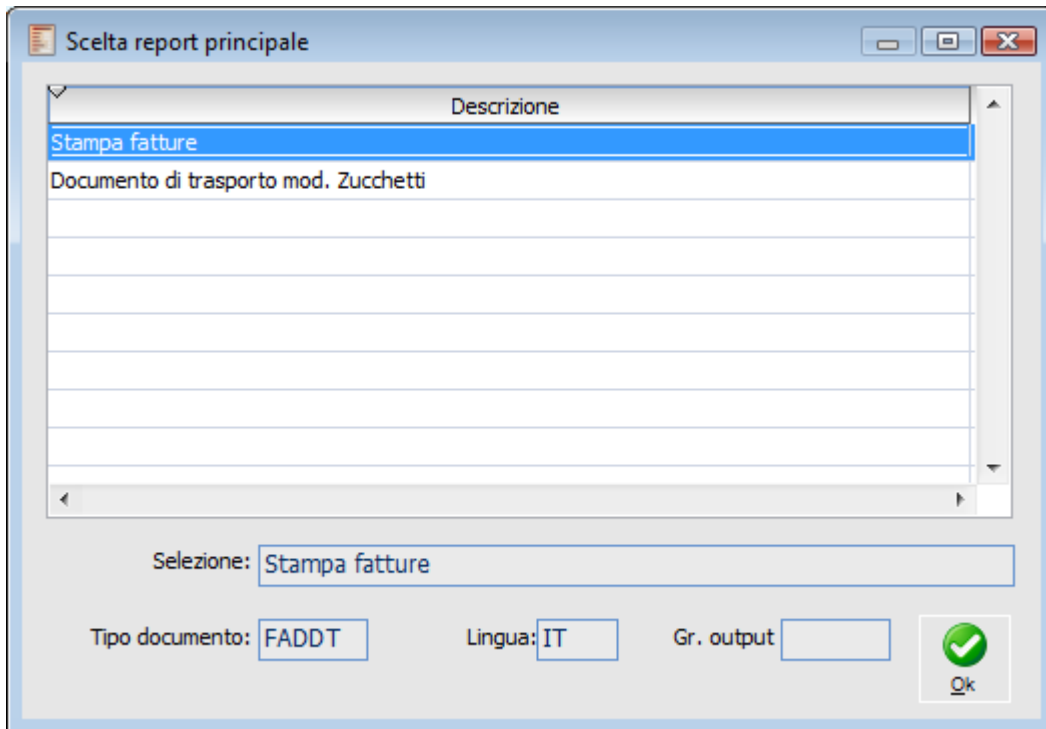 Scelta report principale
Descrizione
Stampa fatture
Documento di trasporto mod. Zucchetti
Selezione: Stampa fatture
Tipo documento: FADDT Lingua: IT Gr. output
Ok